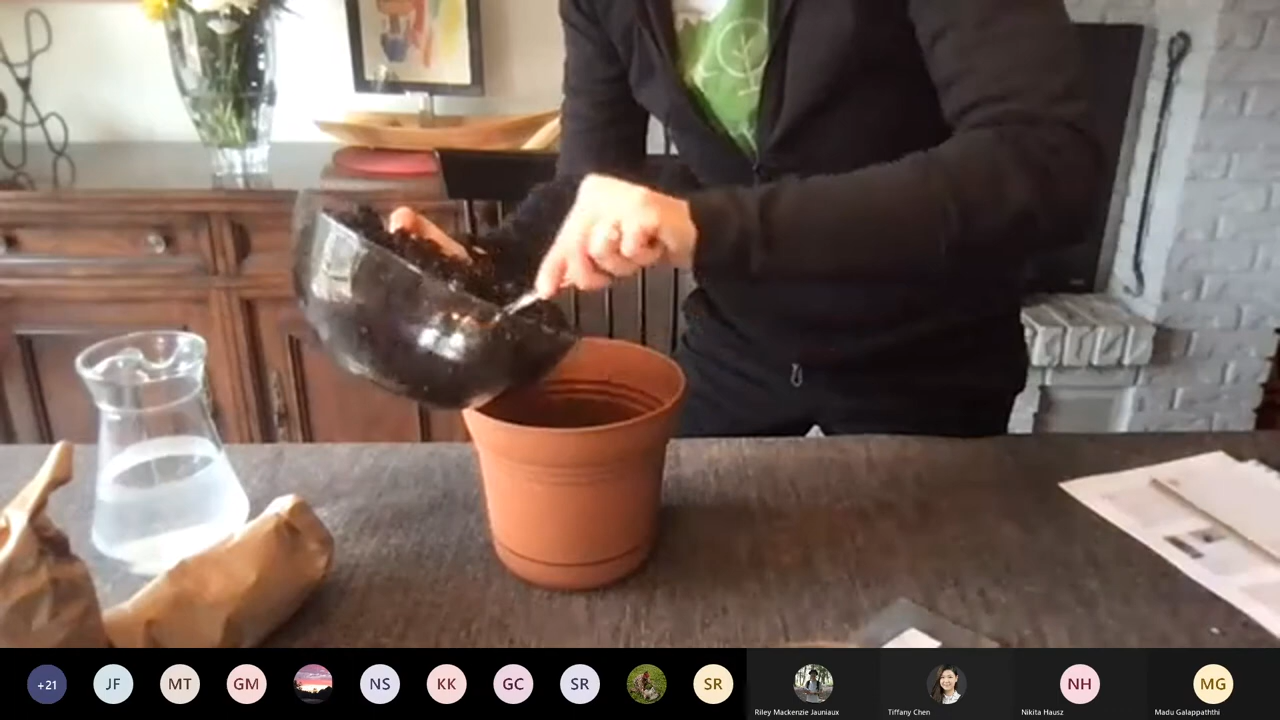 +21
JF
MT
GM
NS
KK
GC
SR
SR
Riley Mackenzie Jauniaux
Tiffany Chen
NH
Nikita Hausz
MG
Madu Galappaththi